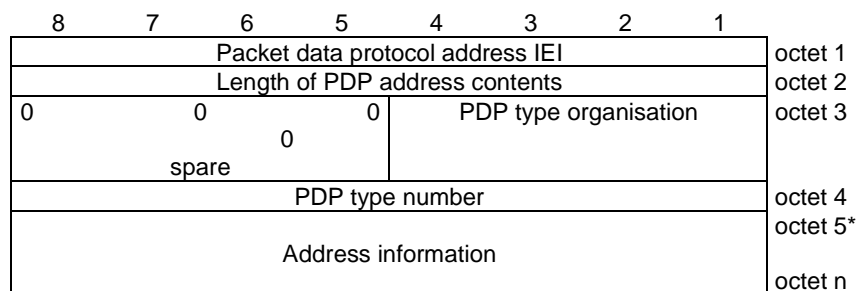 8 7 6 5 4 3 2 1
Packet data protocol address IEI octet 1
Length of PDP address contents octet 2
0 0 0 PDP type organisation octet 3
0
spare
PDP type number octet 4
octet 5*
Address information
octet n